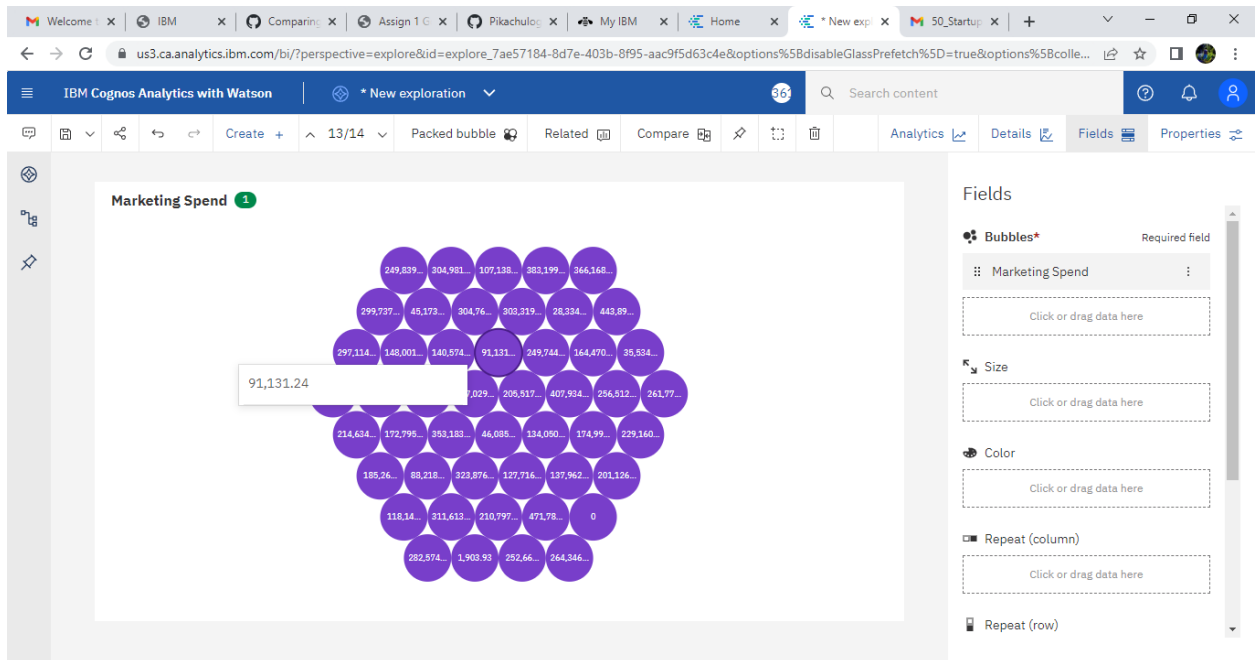 Welcome t
IBM
Comparing
Assign 1 G
Pikachulog
My IBM
Home
* New expl
50_Startup
us3.ca.analytics.ibm.com/bi/?perspective=explore&id=explore_7ae57184-8d7e-403b-8f95-aac9f5d63c4e&options%5BdisableGlassPrefetch%5D=true&options%5Bcolle...
IBM Cognos Analytics with Watson
* New exploration
Search content
Create +
13/14
Packed bubble
Related
Compare
Analytics
Details
Fields
Properties
Marketing Spend 1
249,839... 304,981... 107,138... 383,199... 366,168...
299,737... 45,173... 304,76... 303,319... 28,334... 443,89...
297,114... 148,001... 140,574... 91,131... 249,744... 164,470... 35,534...
91,131.24
,029... 205,517... 407,934... 256,512... 261,77...
214,634... 172,795... 353,183... 46,085... 134,050... 174,99... 229,160...
185,26... 88,218... 323,876... 127,716... 137,962... 201,126...
118,14... 311,613... 210,797... 471,78... 0
282,574... 1,903.93 252,66... 264,346...
Fields
Bubbles* Required field
Marketing Spend
Click or drag data here
Size
Click or drag data here
Color
Click or drag data here
Repeat (column)
Click or drag data here
Repeat (row)